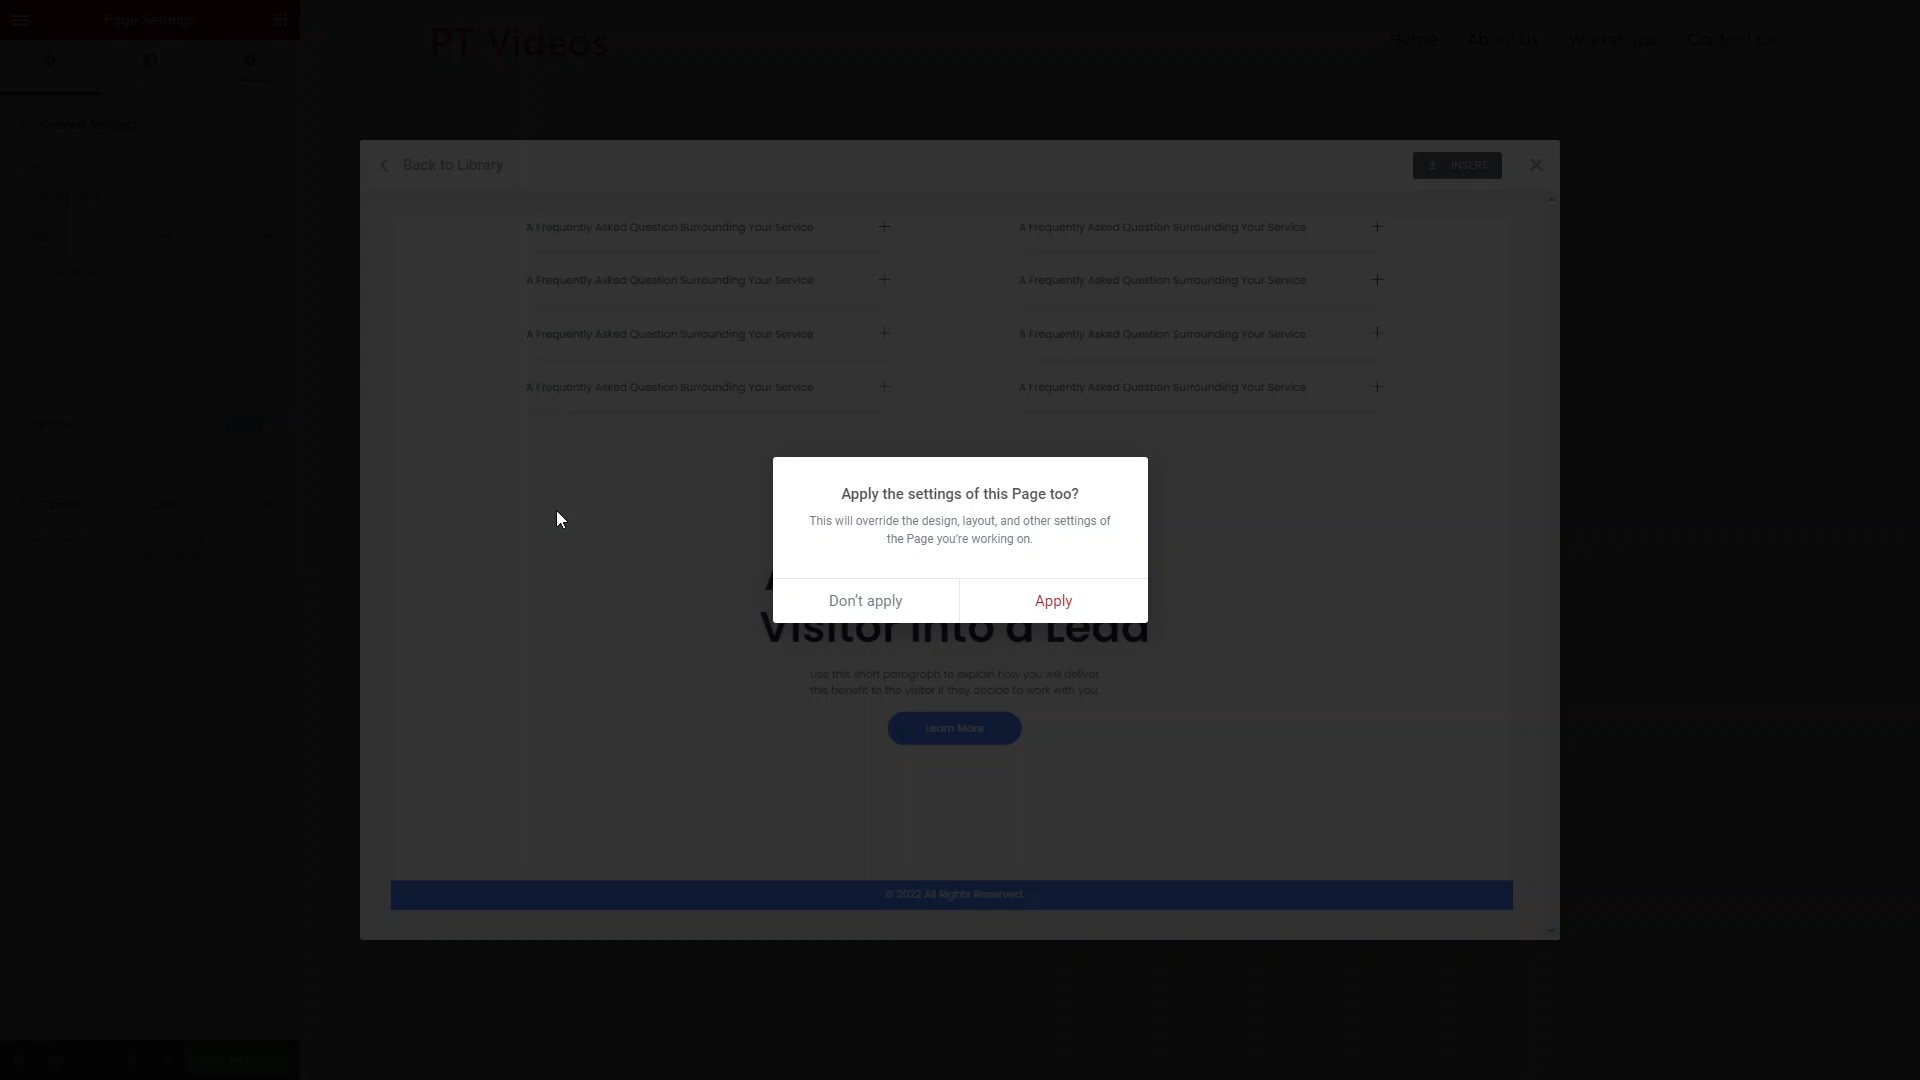 Page Settings
PT Videos
Home
About Us
Workshops
Contact Us
General Settings
Back to Library
INSERT
A Frequently Asked Question Surrounding Your Service
A Frequently Asked Question Surrounding Your Service
A Frequently Asked Question Surrounding Your Service
A Frequently Asked Question Surrounding Your Service
A Frequently Asked Question Surrounding Your Service
A Frequently Asked Question Surrounding Your Service
A Frequently Asked Question Surrounding Your Service
A Frequently Asked Question Surrounding Your Service
Apply the settings of this Page too?
This will override the design, layout, and other settings of
the Page you're working on.
Don't apply
Apply
Visitor into a Lead
Use this short paragraph to explain how you will deliver
this benefit to the visitor if they decide to work with you.
Learn More
© 2022 All Rights Reserved.